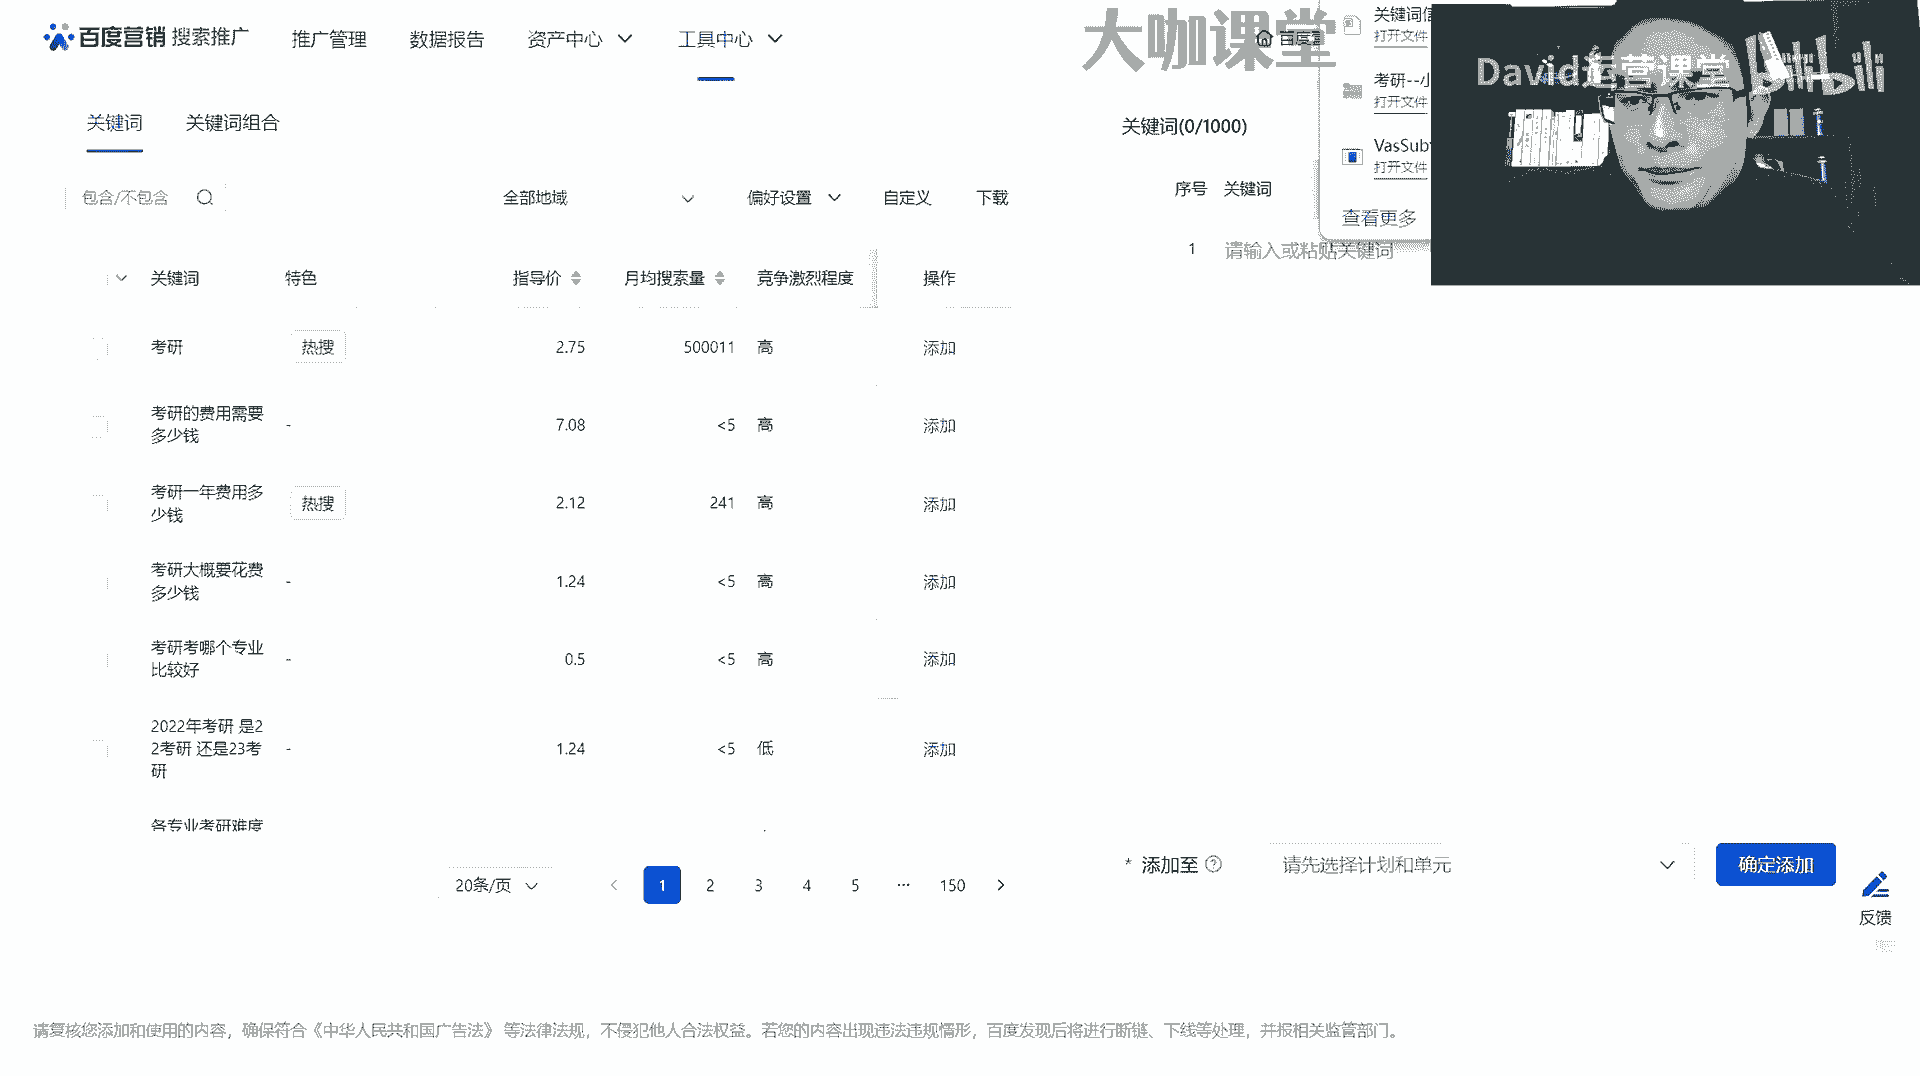 百度营销 搜索推广
推广管理
数据报告
资产中心
工具中心
大咖课堂
百度营
关键词信
打开文件
考研--小
打开文件
VasSub
打开文件
查看更多
David运营课堂 bilibili
关键词
关键词组合
关键词(0/1000)
包含/不包含
全部地域
偏好设置
自定义
下载
序号 关键词
1 请输入或粘贴关键词
关键词 特色 指导价 月均搜索量 竞争激烈程度 操作
考研 热搜 2.75 500011 高 添加
考研的费用需要
多少钱
- 7.08 <5 高 添加
考研一年费用多
少钱
热搜 2.12 241 高 添加
考研大概要花费
多少钱
- 1.24 <5 高 添加
考研考哪个专业
比较好
- 0.5 <5 高 添加
2022年考研 是2
2考研 还是23考
研
- 1.24 <5 低 添加
各专业考研难度
20条/页
1 2 3 4 5 ··· 150
* 添加至
请先选择计划和单元
确定添加
反馈
请复核您添加和使用的内容，确保符合《中华人民共和国广告法》 等法律法规，不侵犯他人合法权益。若您的内容出现违法违规情形，百度发现后将进行断链、下线等处理，并报相关监管部门。